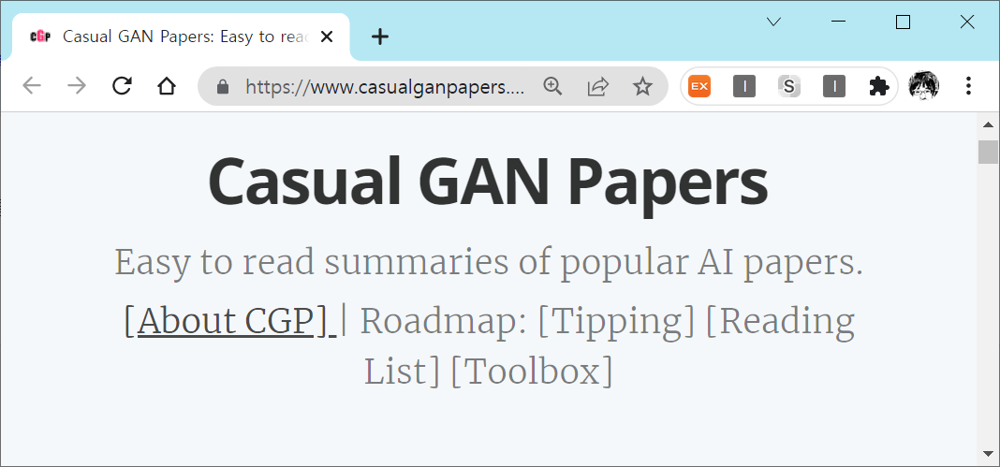 CGP Casual GAN Papers: Easy to rea
https://www.casualganpapers....
EX I S I
Casual GAN Papers
Easy to read summaries of popular AI papers.
[About CGP] | Roadmap: [Tipping] [Reading
List] [Toolbox]